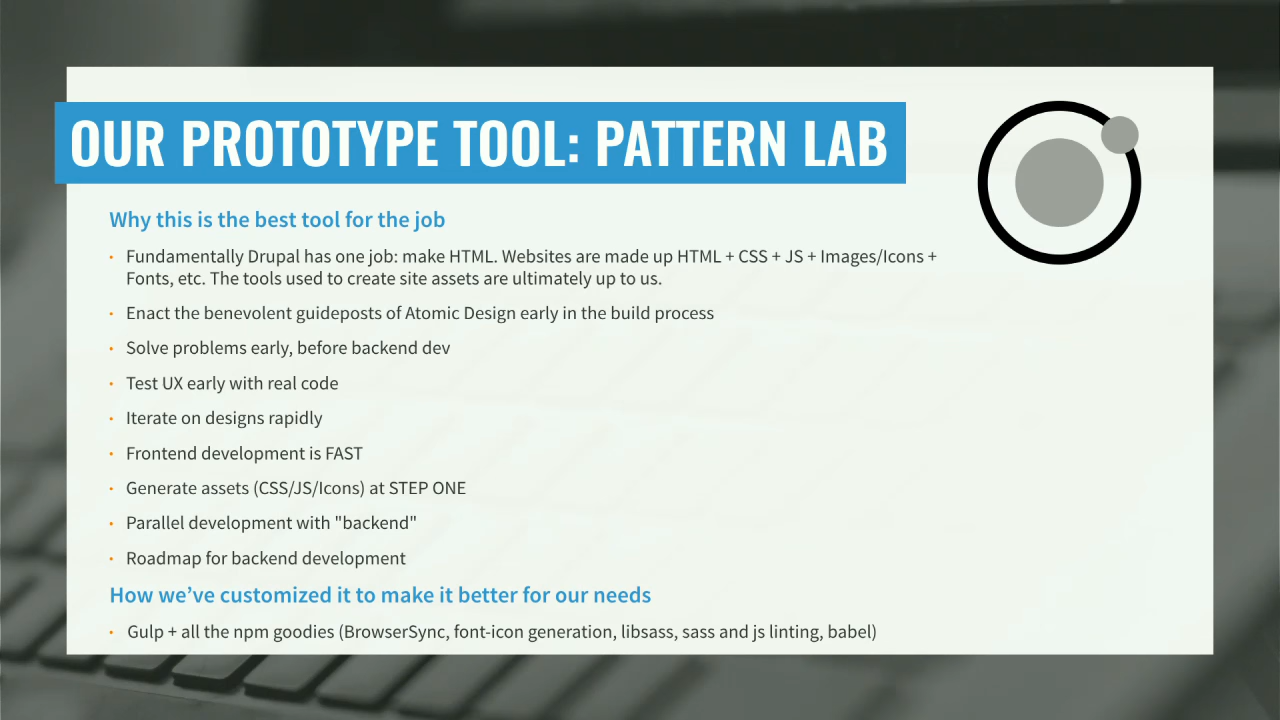 OUR PROTOTYPE TOOL: PATTERN LAB
Why this is the best tool for the job
• Fundamentally Drupal has one job: make HTML. Websites are made up HTML + CSS + JS + Images/Icons +
Fonts, etc. The tools used to create site assets are ultimately up to us.
• Enact the benevolent guideposts of Atomic Design early in the build process
• Solve problems early, before backend dev
• Test UX early with real code
• Iterate on designs rapidly
• Frontend development is FAST
• Generate assets (CSS/JS/Icons) at STEP ONE
• Parallel development with "backend"
• Roadmap for backend development
How we’ve customized it to make it better for our needs
• Gulp + all the npm goodies (BrowserSync, font-icon generation, libsass, sass and js linting, babel)